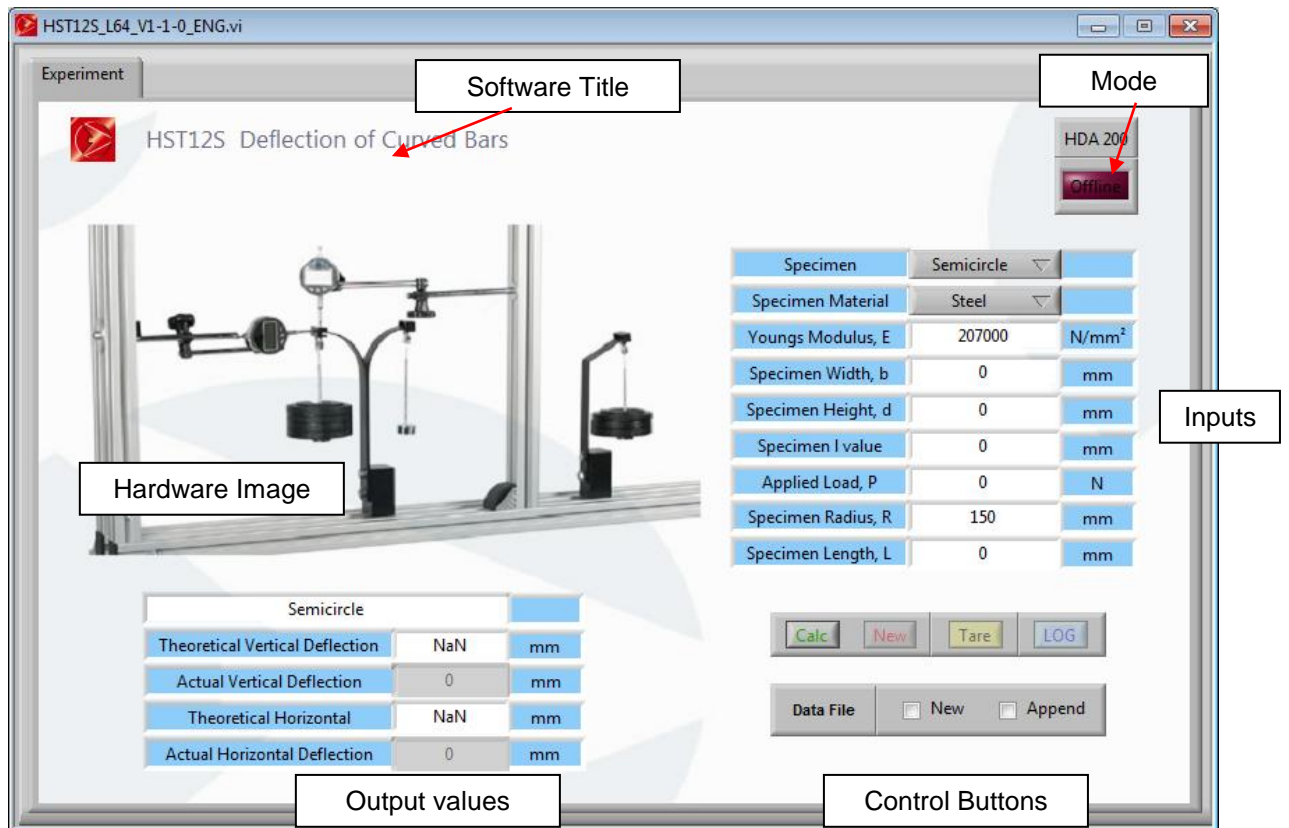 HST12S_L64_V1-1-0_ENG.vi
Experiment
Software Title
Mode
HST12S Deflection of Curved Bars
HDA 200
Offline
Specimen Semicircle
Specimen Material Steel
Youngs Modulus, E 207000 N/mm²
Specimen Width, b 0 mm
Specimen Height, d 0 mm
Specimen I value 0 mm
Applied Load, P 0 N
Specimen Radius, R 150 mm
Specimen Length, L 0 mm
Inputs
Hardware Image
Semicircle
Theoretical Vertical Deflection NaN mm
Actual Vertical Deflection 0 mm
Theoretical Horizontal NaN mm
Actual Horizontal Deflection 0 mm
Calc New Tare LOG
Data File New Append
Output values
Control Buttons